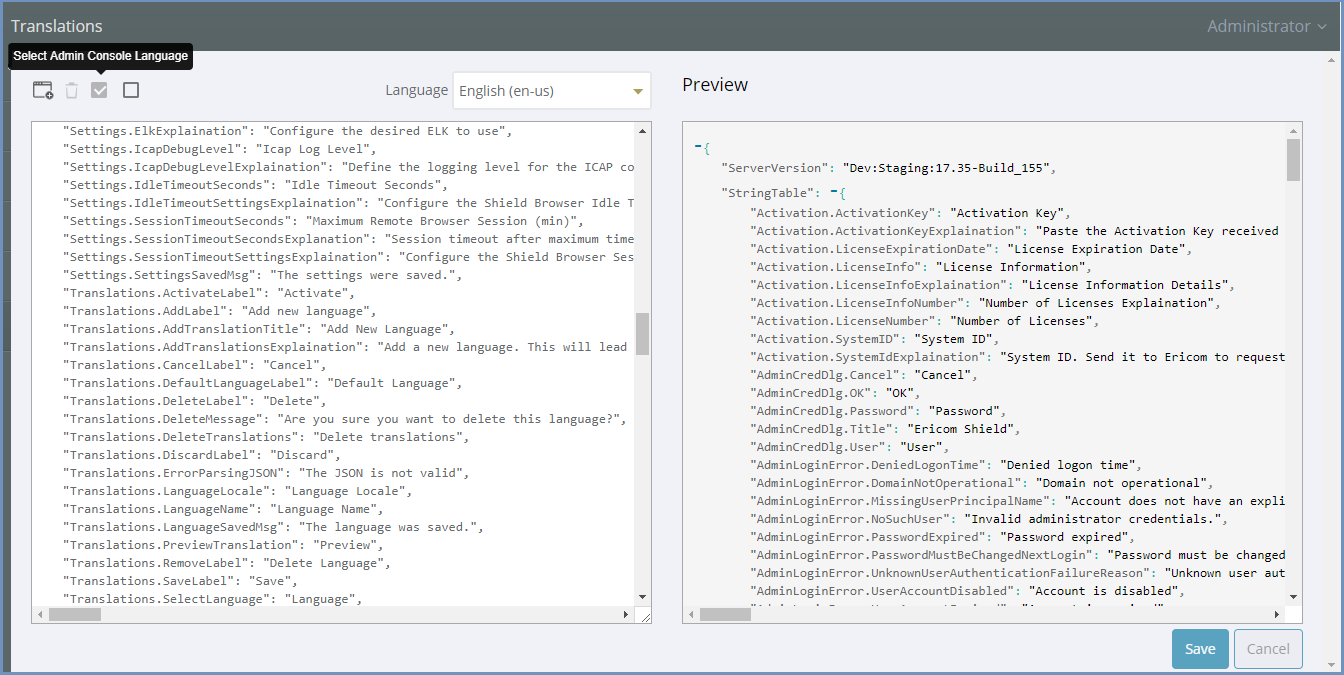 Translations
Administrator
Select Admin Console Language
Language
English (en-us)
"Settings.ElkExplaination": "Configure the desired ELK to use",
"Settings.IcapDebugLevel": "Icap Log Level",
"Settings.IcapDebugLevelExplaination": "Define the logging level for the ICAP co
"Settings.IdleTimeoutSeconds": "Idle Timeout Seconds",
"Settings.IdleTimeoutSettingsExplaination": "Configure the Shield Browser Idle T
"Settings.SessionTimeoutSeconds": "Maximum Remote Browser Session (min)",
"Settings.SessionTimeoutSecondsExplanation": "Session timeout after maximum time
"Settings.SessionTimeoutSettingsExplaination": "Configure the Shield Browser Ses
"Settings.SettingsSavedMsg": "The settings were saved.",
"Translations.ActivateLabel": "Activate",
"Translations.AddLabel": "Add new language",
"Translations.AddTranslationTitle": "Add New Language",
"Translations.AddTranslationsExplaination": "Add a new language. This will lead
"Translations.CancelLabel": "Cancel",
"Translations.DefaultLanguageLabel": "Default Language",
"Translations.DeleteLabel": "Delete",
"Translations.DeleteMessage": "Are you sure you want to delete this language?",
"Translations.DeleteTranslations": "Delete translations",
"Translations.DiscardLabel": "Discard",
"Translations.ErrorParsingJSON": "The JSON is not valid",
"Translations.LanguageLocale": "Language Locale",
"Translations.LanguageName": "Language Name",
"Translations.LanguageSavedMsg": "The language was saved.",
"Translations.PreviewTranslation": "Preview",
"Translations.RemoveLabel": "Delete Language",
"Translations.SaveLabel": "Save",
"Translations.SelectLanguage": "Language",
Preview
-{
"ServerVersion": "Dev:Staging:17.35-Build_155",
"StringTable": -{
"Activation.ActivationKey": "Activation Key",
"Activation.ActivationKeyExplaination": "Paste the Activation Key received
"Activation.LicenseExpirationDate": "License Expiration Date",
"Activation.LicenseInfo": "License Information",
"Activation.LicenseInfoExplaination": "License Information Details",
"Activation.LicenseInfoNumber": "Number of Licenses Explaination",
"Activation.LicenseNumber": "Number of Licenses",
"Activation.SystemID": "System ID",
"Activation.SystemIdExplaination": "System ID. Send it to Ericom to request
"AdminCredDlg.Cancel": "Cancel",
"AdminCredDlg.OK": "OK",
"AdminCredDlg.Password": "Password",
"AdminCredDlg.Title": "Ericom Shield",
"AdminCredDlg.User": "User",
"AdminLoginError.DeniedLogonTime": "Denied logon time",
"AdminLoginError.DomainNotOperational": "Domain not operational",
"AdminLoginError.MissingUserPrincipalName": "Account does not have an expli
"AdminLoginError.NoSuchUser": "Invalid administrator credentials.",
"AdminLoginError.PasswordExpired": "Password expired",
"AdminLoginError.PasswordMustBeChangedNextLogin": "Password must be changed
"AdminLoginError.UnknownUserAuthenticationFailureReason": "Unknown user aut
"AdminLoginError.UserAccountDisabled": "Account is disabled",
Save
Cancel